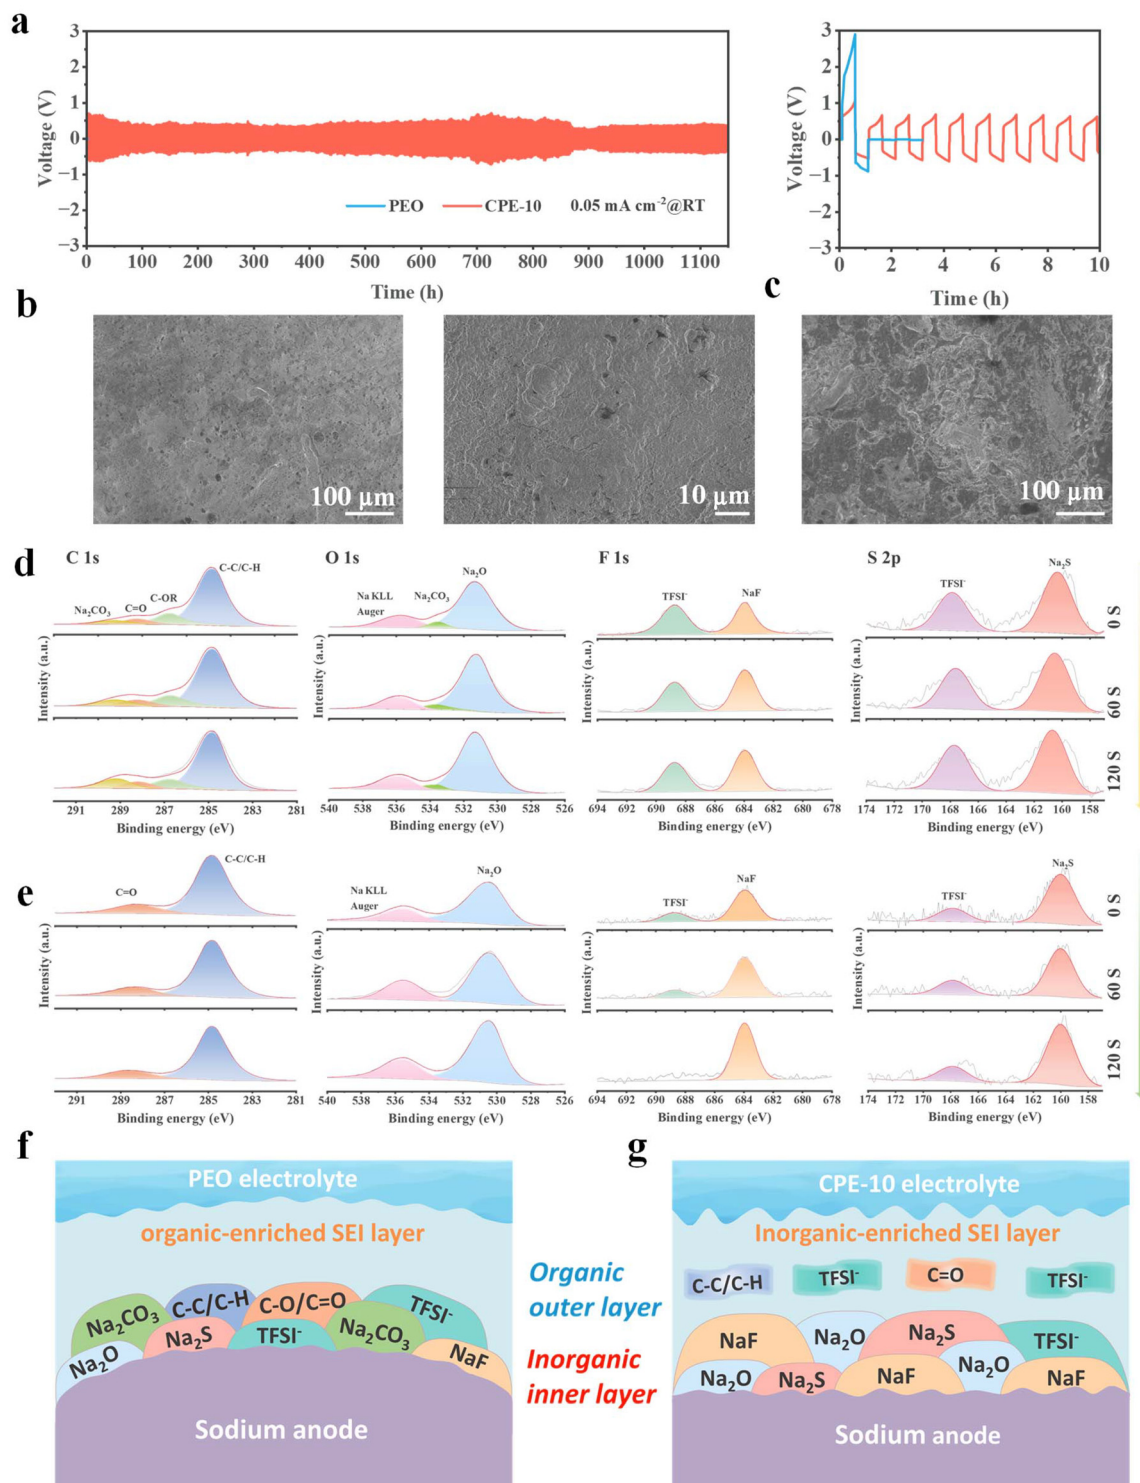 a
3
2
1
0
−1
−2
−3
Voltage (V)
PEO CPE-10 0.05 mA cm⁻²@RT
0 100 200 300 400 500 600 700 800 900 1000 1100
Time (h)
3
2
1
0
−1
−2
−3
Voltage (V)
0 2 4 6 8 10
Time (h)
b
100 µm
10 µm
c
100 µm
d
C 1s
C-C/C-H
C-OR
C=O
Na₂CO₃
Intensity (a.u.)
291 289 287 285 283 281
Binding energy (eV)
O 1s
Na₂O
Na₂CO₃
Na KLL
Auger
Intensity (a.u.)
540 538 536 534 532 530 528 526
Binding energy (eV)
F 1s
TFSI⁻
NaF
Intensity (a.u.)
694 692 690 688 686 684 682 680 678
Binding energy (eV)
S 2p
TFSI⁻
Na₂S
Intensity (a.u.)
174 172 170 168 166 164 162 160 158
Binding energy (eV)
0 S
60 S
120 S
e
C-C/C-H
C=O
Intensity (a.u.)
291 289 287 285 283 281
Binding energy (eV)
Na₂O
Na KLL
Auger
Intensity (a.u.)
540 538 536 534 532 530 528 526
Binding energy (eV)
TFSI⁻
NaF
Intensity (a.u.)
694 692 690 688 686 684 682 680 678
Binding energy (eV)
TFSI⁻
Na₂S
Intensity (a.u.)
174 172 170 168 166 164 162 160 158
Binding energy (eV)
0 S
60 S
120 S
f
PEO electrolyte
organic-enriched SEI layer
Na₂CO₃ C-C/C-H C-O/C=O TFSI⁻
Na₂O Na₂S TFSI⁻ Na₂CO₃ NaF
Sodium anode
Organic
outer layer
Inorganic
inner layer
g
CPE-10 electrolyte
Inorganic-enriched SEI layer
C-C/C-H TFSI⁻ C=O TFSI⁻
NaF Na₂O Na₂S TFSI⁻
Na₂O Na₂S NaF Na₂O NaF
Sodium anode